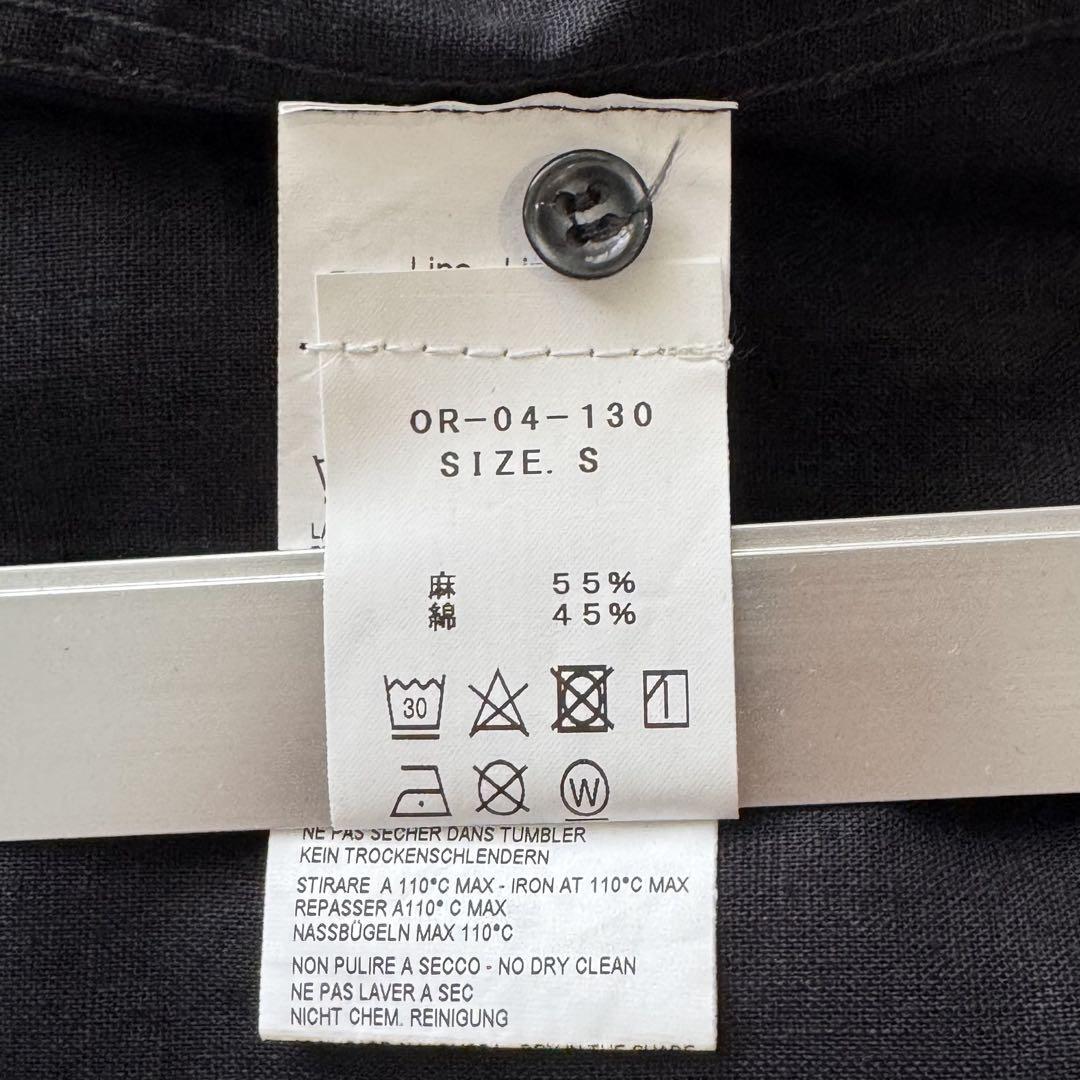 OR-04-130
SIZE. S
麻 55%
綿 45%
30
W
NE PAS SECHER DANS TUMBLER
KEIN TROCKENSCHLENDERN
STIRARE A 110°C MAX - IRON AT 110°C MAX
REPASSER A110° C MAX
NASSBÜGELN MAX 110°C
NON PULIRE A SECCO - NO DRY CLEAN
NE PAS LAVER A SEC
NICHT CHEM. REINIGUNG